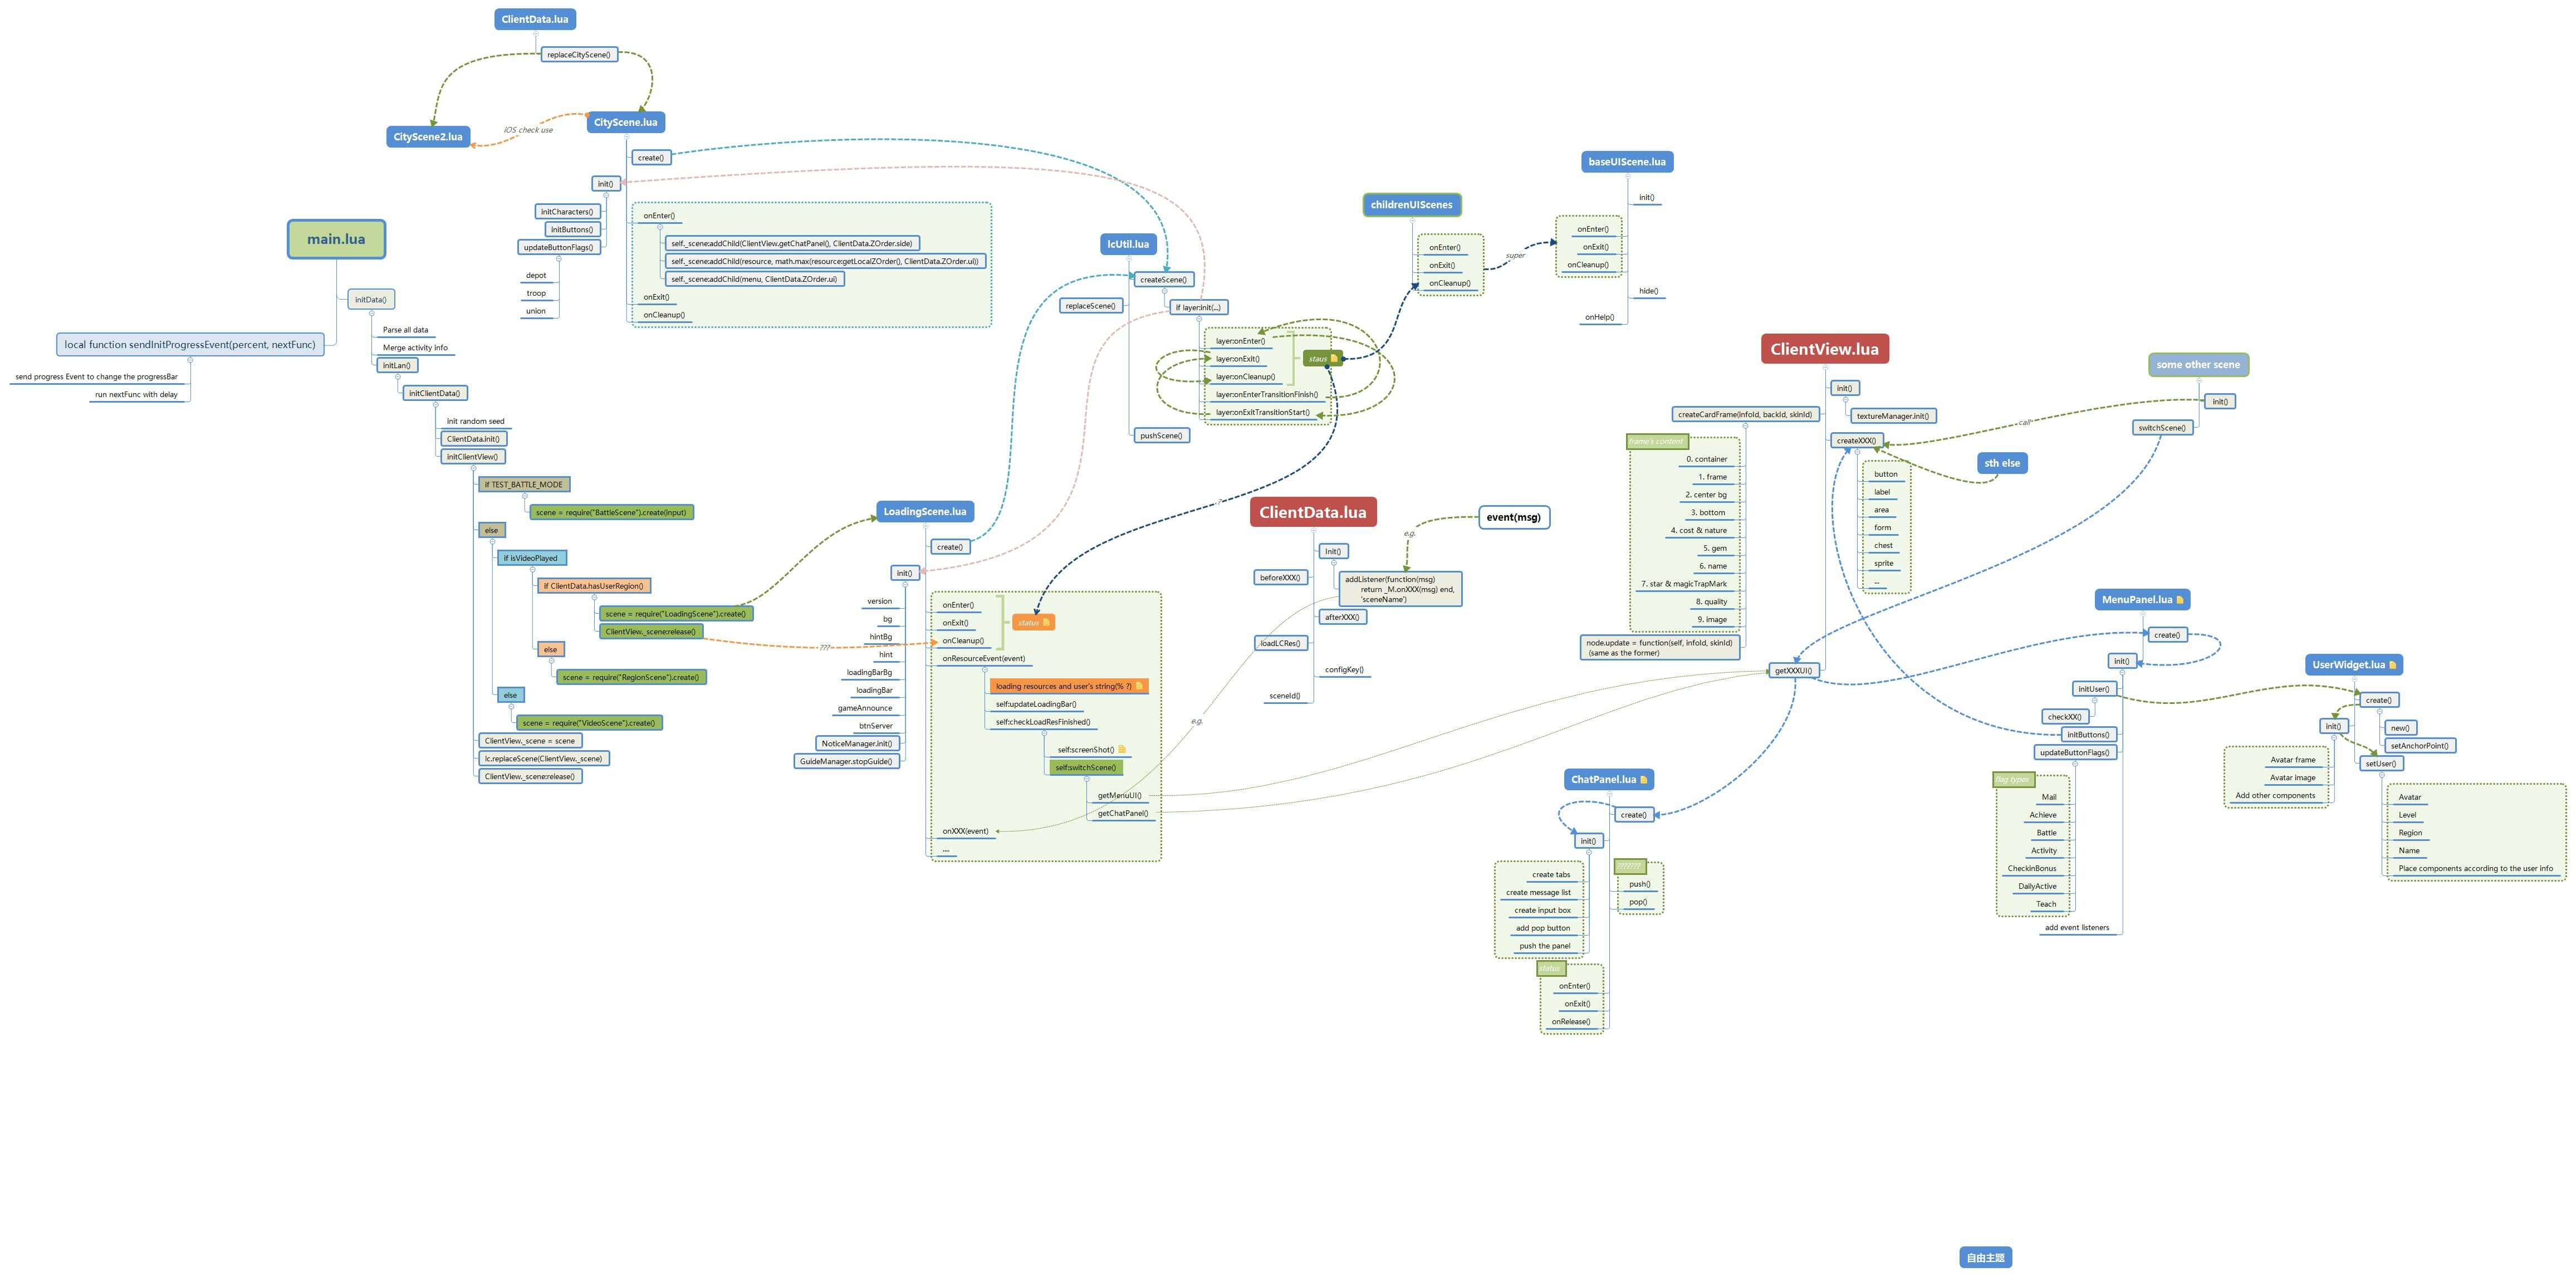 ClientData.lua
replaceCityScene()
CityScene2.lua
iOS check use
CityScene.lua
create()
init()
initCharacters()
initButtons()
updateButtonFlags()
depot
troop
union
onEnter()
self._scene:addChild(ClientView.getChatPanel(), ClientData.ZOrder.side)
self._scene:addChild(resource, math.max(resource:getLocalZOrder(), ClientData.ZOrder.ui))
self._scene:addChild(menu, ClientData.ZOrder.ui)
onExit()
onCleanup()
main.lua
initData()
local function sendInitProgressEvent(percent, nextFunc)
send progress Event to change the progressBar
run nextFunc with delay
Parse all data
Merge activity info
initLan()
initClientData()
init random seed
ClientData.init()
initClientView()
if TEST_BATTLE_MODE
scene = require("BattleScene").create(input)
else
if isVideoPlayed
if ClientData.hasUserRegion()
scene = require("LoadingScene").create()
ClientView._scene:release()
???
else
scene = require("RegionScene").create()
else
scene = require("VideoScene").create()
ClientView._scene = scene
lc.replaceScene(ClientView._scene)
ClientView._scene:release()
LoadingScene.lua
create()
init()
version
bg
hintBg
hint
loadingBarBg
loadingBar
gameAnnounce
btnServer
NoticeManager.init()
GuideManager.stopGuide()
onEnter()
onExit()
onCleanup()
status
onResourceEvent(event)
loading resources and user's string(% ?)
self:updateLoadingBar()
self:checkLoadResFinished()
self:screenShot()
self:switchScene()
getMenuUI()
getChatPanel()
onXXX(event)
....
lcUtil.lua
createScene()
replaceScene()
if layer:init(...)
layer:onEnter()
layer:onExit()
layer:onCleanup()
staus
layer:onEnterTransitionFinish()
layer:onExitTransitionStart()
pushScene()
?
childrenUIScenes
onEnter()
onExit()
onCleanup()
super
baseUIScene.lua
init()
onEnter()
onExit()
onCleanup()
hide()
onHelp()
ClientData.lua
Init()
beforeXXX()
addListener(function(msg)
return _M.onXXX(msg) end,
'sceneName')
afterXXX()
loadLCRes()
configKey()
sceneId()
e.g.
event(msg)
e.g.
ClientView.lua
init()
textureManager.init()
createCardFrame(infoId, backId, skinId)
frame's content
0. container
1. frame
2. center bg
3. bottom
4. cost & nature
5. gem
6. name
7. star & magicTrapMark
8. quality
9. image
node.update = function(self, infoId, skinId)
(same as the former)
createXXX()
button
label
area
form
chest
sprite
...
getXXXUI()
some other scene
init()
switchScene()
call
sth else
ChatPanel.lua
create()
init()
create tabs
create message list
create input box
add pop button
push the panel
???????
push()
pop()
status
onEnter()
onExit()
onRelease()
MenuPanel.lua
create()
init()
initUser()
checkXX()
initButtons()
updateButtonFlags()
flag types
Mail
Achieve
Battle
Activity
CheckinBonus
DailyActive
Teach
add event listeners
UserWidget.lua
create()
new()
setAnchorPoint()
init()
Avatar frame
Avatar image
Add other components
setUser()
Avatar
Level
Region
Name
Place components according to the user info
自由主题